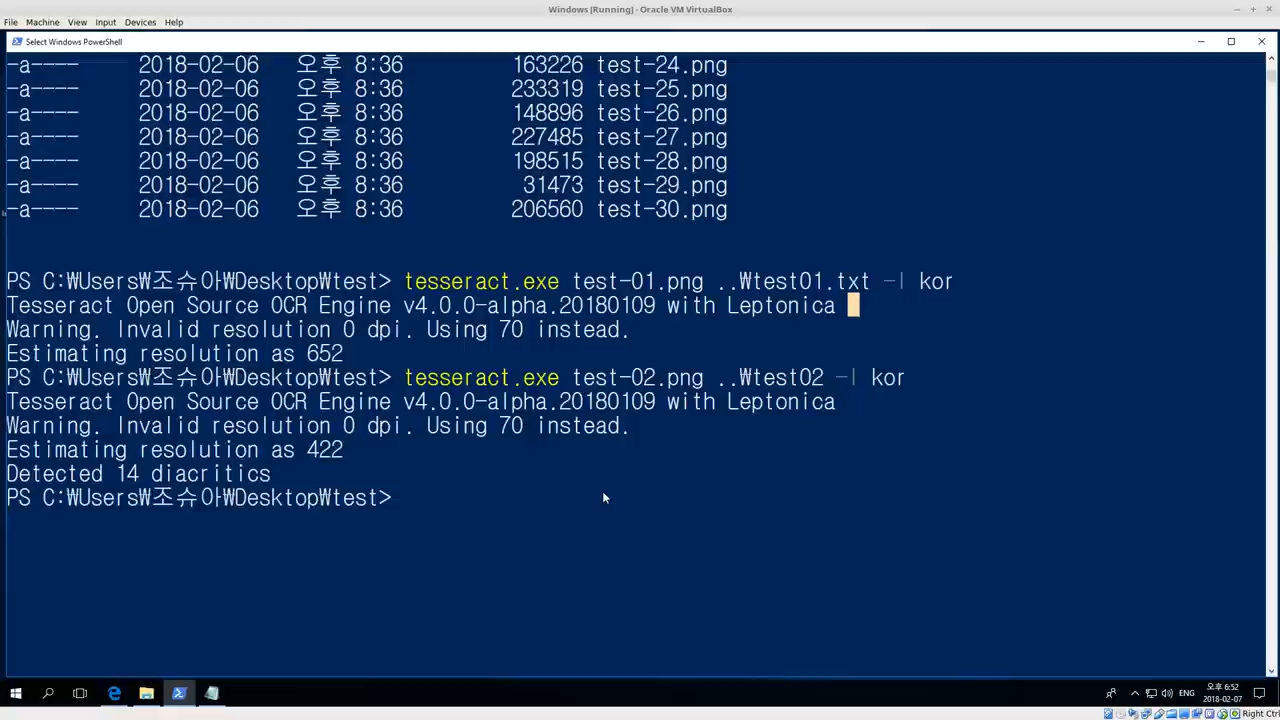 Windows [Running] - Oracle VM VirtualBox
File Machine View Input Devices Help
Select Windows PowerShell
-a---- 2018-02-06 오후 8:36 163226 test-24.png
-a---- 2018-02-06 오후 8:36 233319 test-25.png
-a---- 2018-02-06 오후 8:36 148896 test-26.png
-a---- 2018-02-06 오후 8:36 227485 test-27.png
-a---- 2018-02-06 오후 8:36 198515 test-28.png
-a---- 2018-02-06 오후 8:36 31473 test-29.png
-a---- 2018-02-06 오후 8:36 206560 test-30.png
PS C:₩Users₩조슈아₩Desktop₩test> tesseract.exe test-01.png ..₩test01.txt -l kor
Tesseract Open Source OCR Engine v4.0.0-alpha.20180109 with Leptonica
Warning. Invalid resolution 0 dpi. Using 70 instead.
Estimating resolution as 652
PS C:₩Users₩조슈아₩Desktop₩test> tesseract.exe test-02.png ..₩test02 -l kor
Tesseract Open Source OCR Engine v4.0.0-alpha.20180109 with Leptonica
Warning. Invalid resolution 0 dpi. Using 70 instead.
Estimating resolution as 422
Detected 14 diacritics
PS C:₩Users₩조슈아₩Desktop₩test>
ENG
오후 6:52
2018-02-07
Right Ctrl